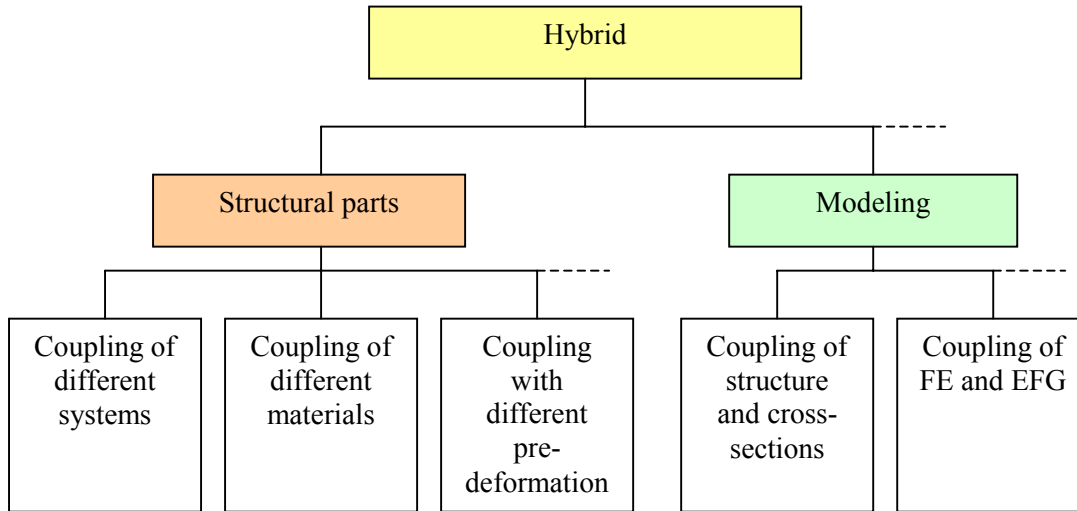 Hybrid
Structural parts
Modeling
Coupling of
different
systems
Coupling of
different
materials
Coupling
with
different
pre-
deformation
Coupling of
structure
and cross-
sections
Coupling of
FE and EFG